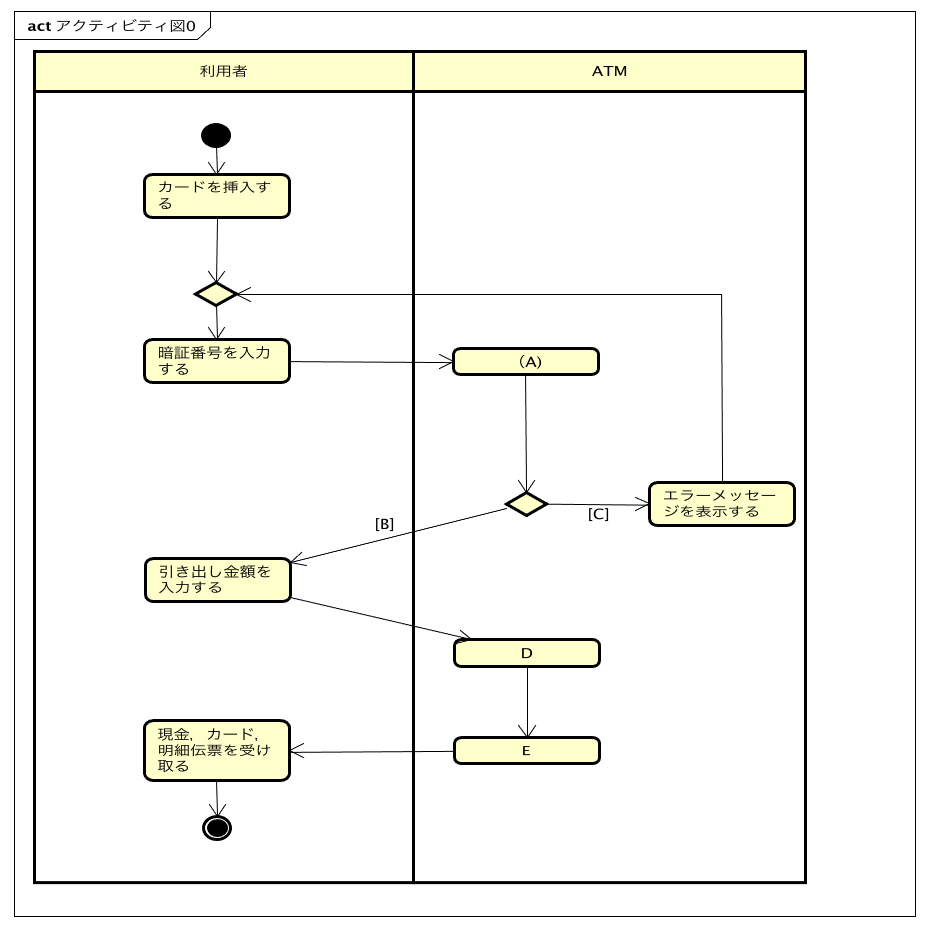 act アクティビティ図0
利用者
ATM
カードを挿入す
る
暗証番号を入力
する
(A)
エラーメッセー
ジを表示する
[C]
[B]
引き出し金額を
入力する
D
現金，カード，
明細伝票を受け
取る
E